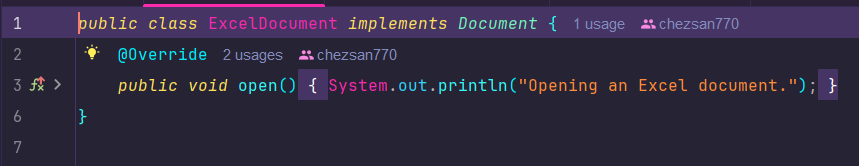 1 public class ExcelDocument implements Document { 1 usage chezsan770
2 @Override 2 usages chezsan770
3 public void open() { System.out.println("Opening an Excel document."); }
6 }
7